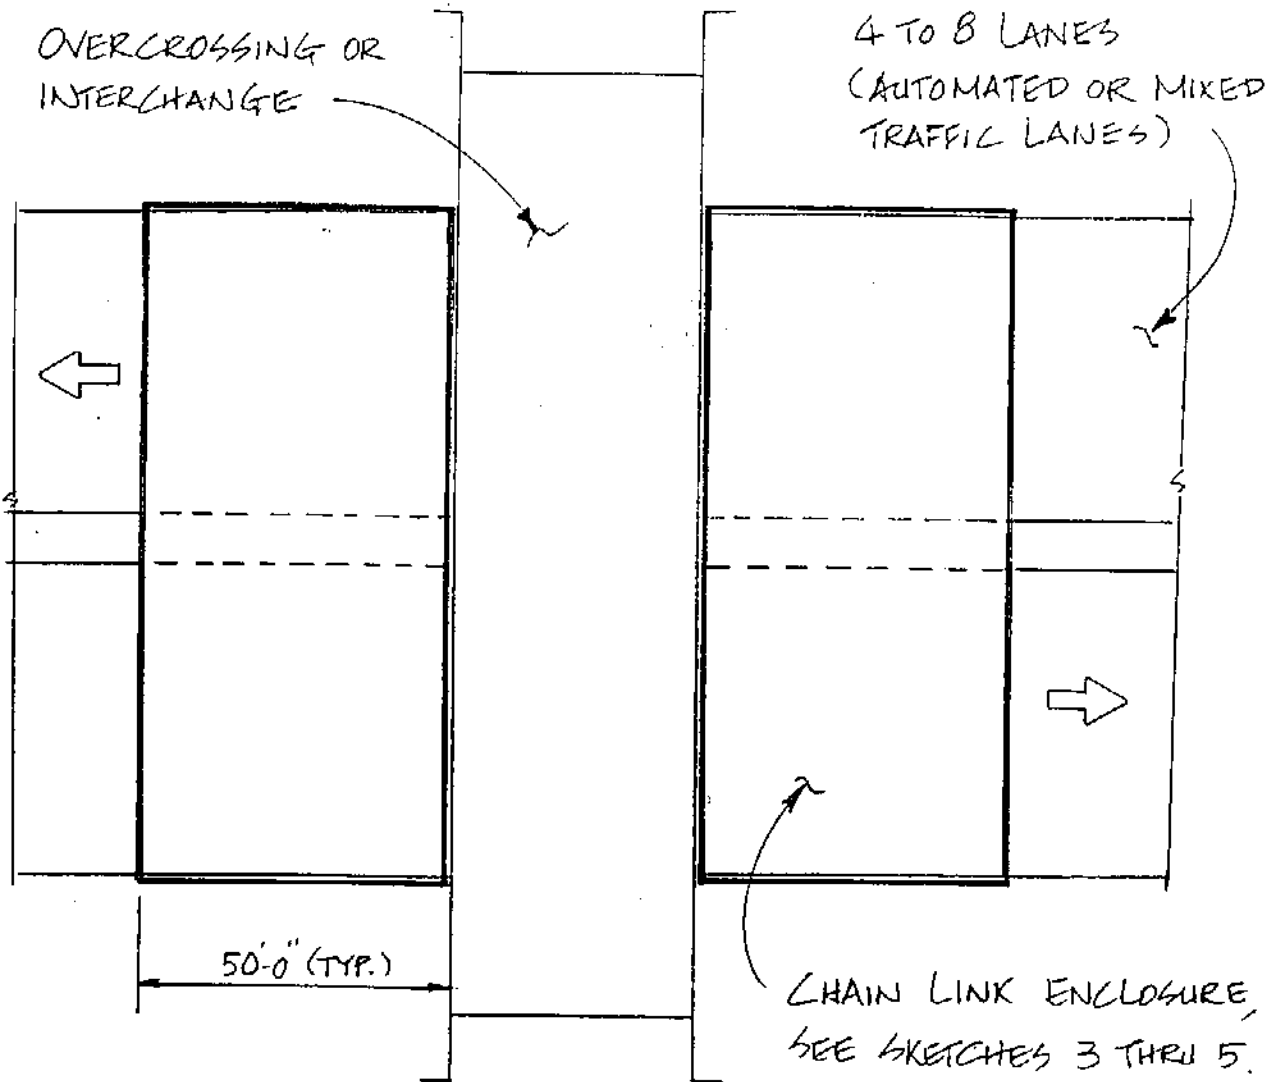 OVERCROSSING OR
INTERCHANGE
4 TO 8 LANES
(AUTOMATED OR MIXED
TRAFFIC LANES)
50'-0" (TYP.)
CHAIN LINK ENCLOSURE,
SEE SKETCHES 3 THRU 5.